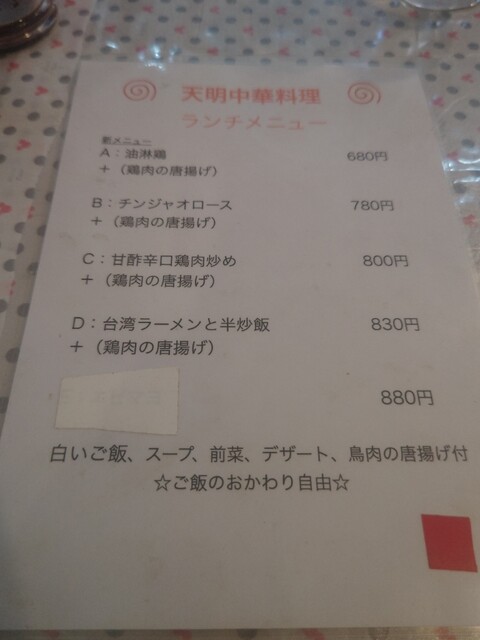 天明中華料理
ランチメニュー
新メニュー
A：油淋鶏 680円
＋（鶏肉の唐揚げ）
B：チンジャオロース 780円
＋（鶏肉の唐揚げ）
C：甘酢辛口鶏肉炒め 800円
＋（鶏肉の唐揚げ）
D：台湾ラーメンと半炒飯 830円
＋（鶏肉の唐揚げ）
880円
白いご飯、スープ、前菜、デザート、鳥肉の唐揚げ付
☆ご飯のおかわり自由☆